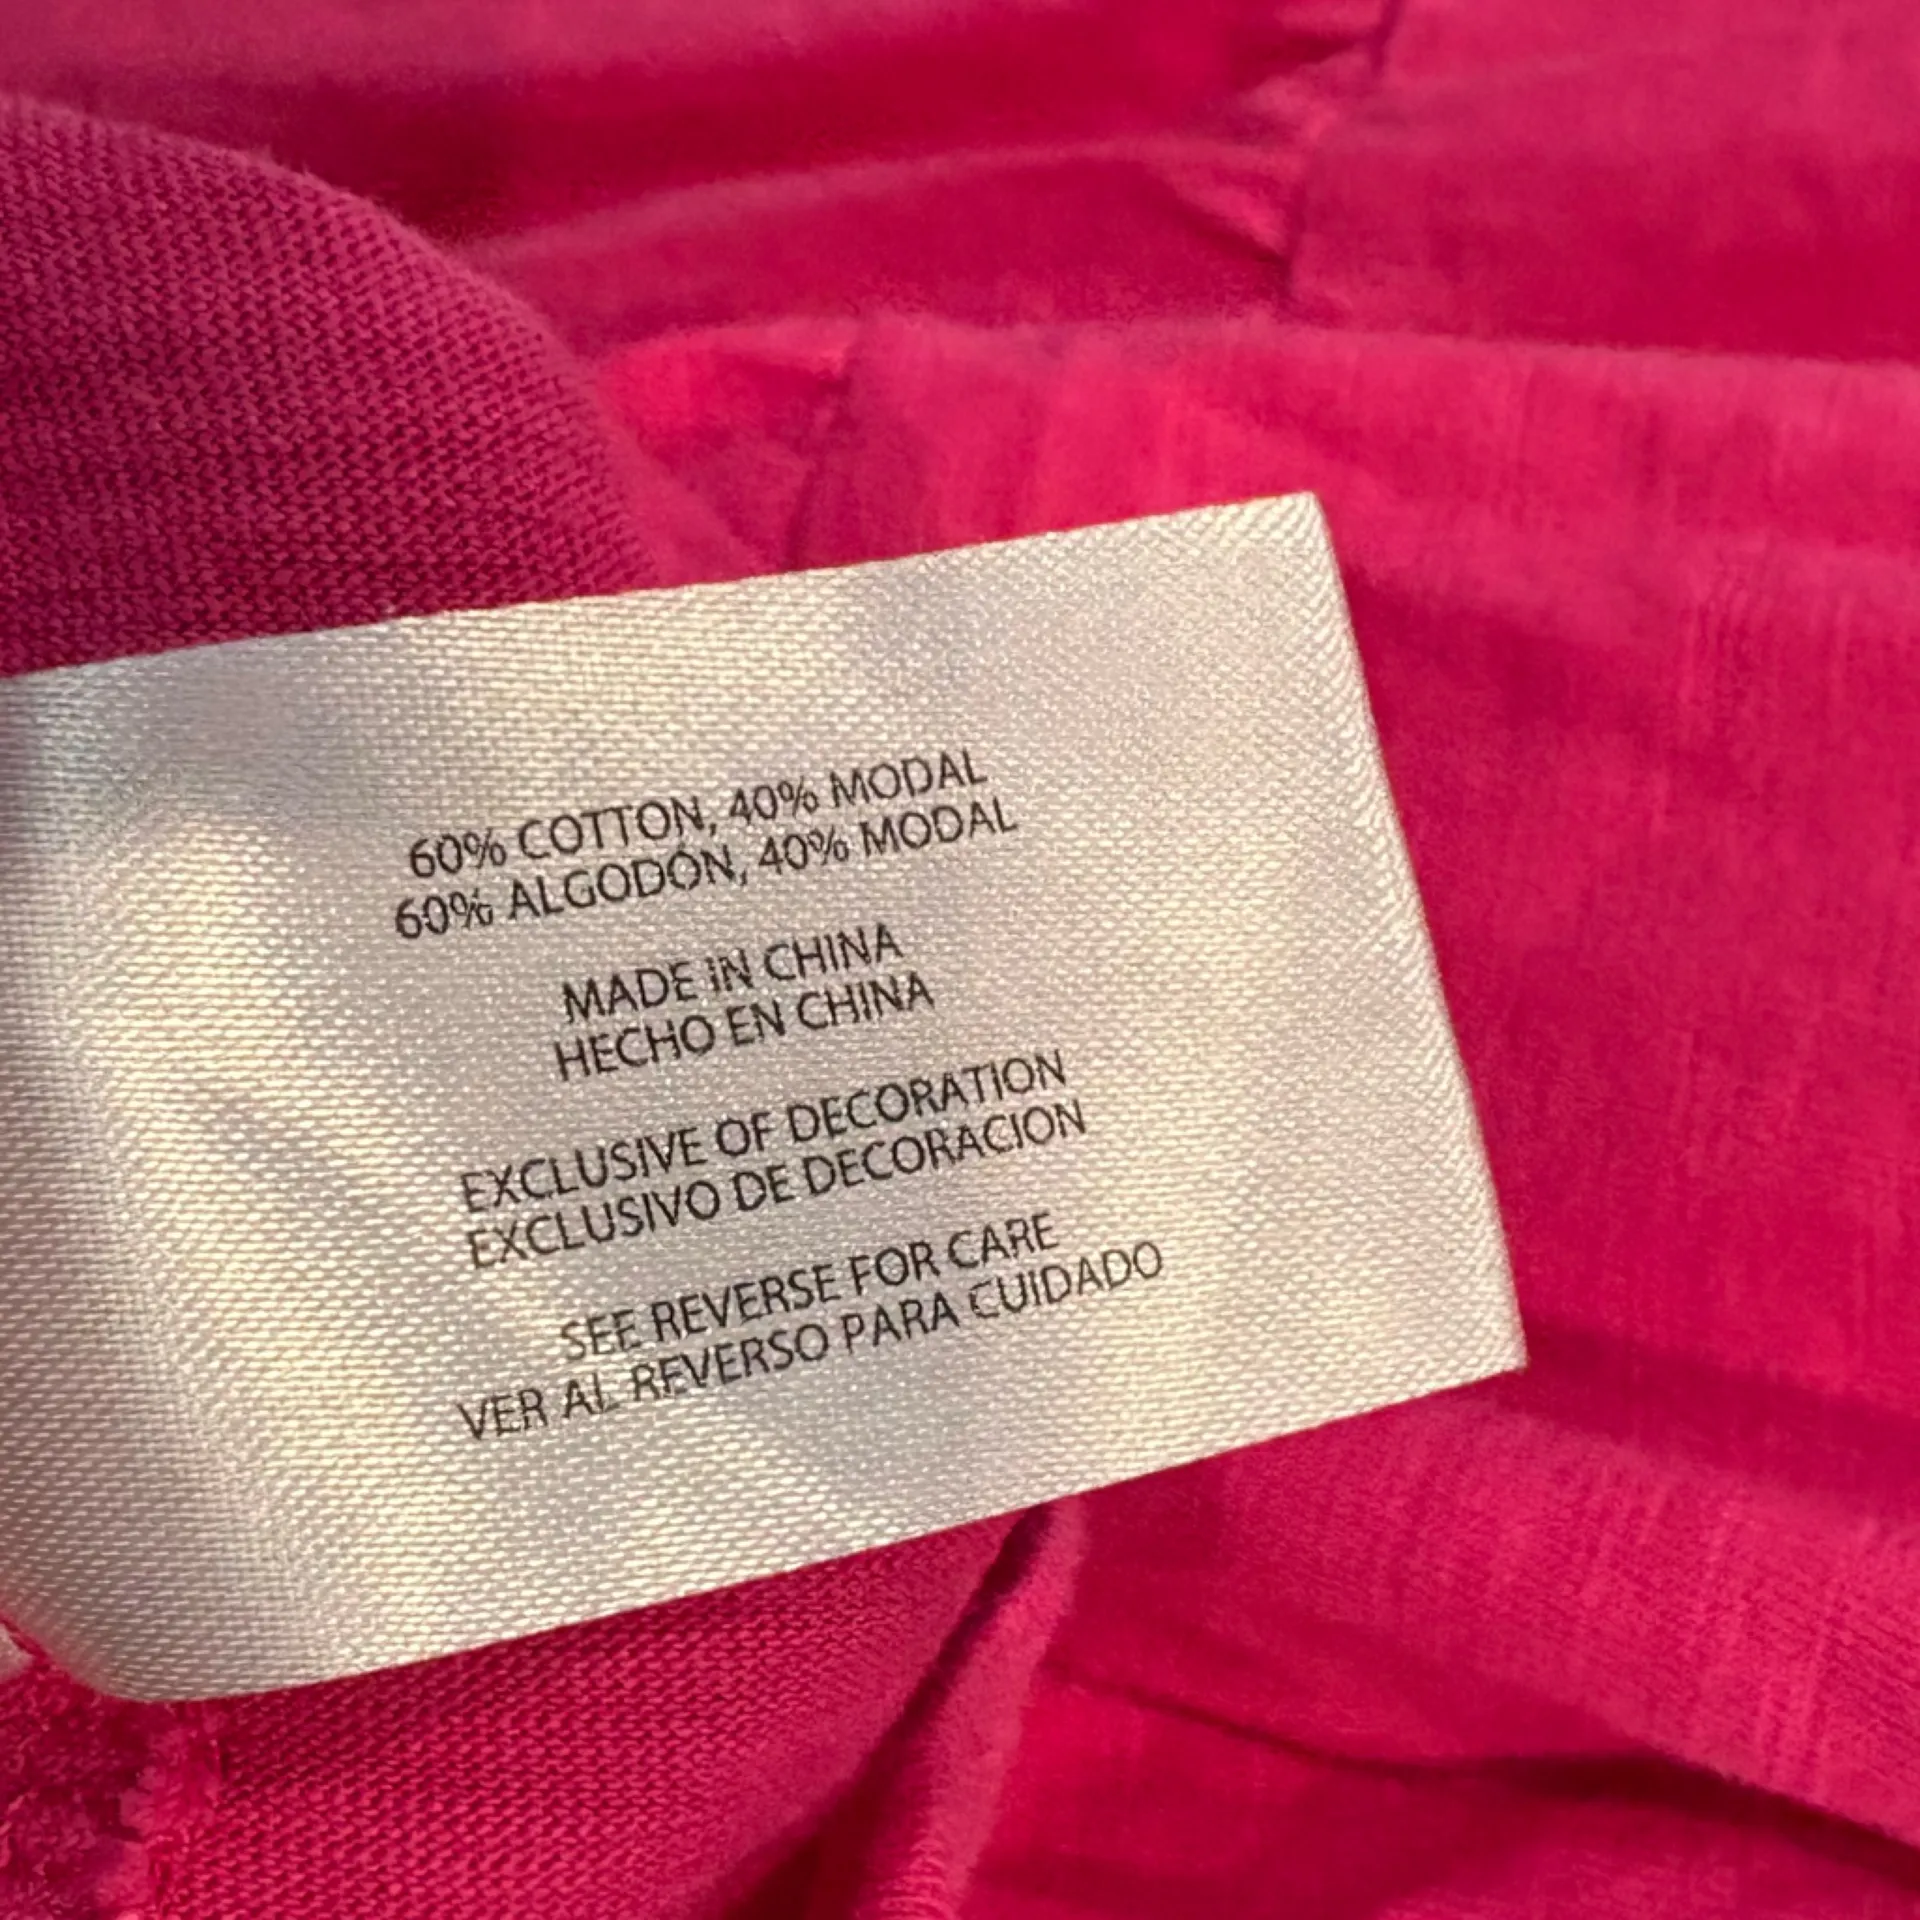 60% COTTON, 40% MODAL
60% ALGODÓN, 40% MODAL
MADE IN CHINA
HECHO EN CHINA
EXCLUSIVE OF DECORATION
EXCLUSIVO DE DECORACION
SEE REVERSE FOR CARE
VER AL REVERSO PARA CUIDADO